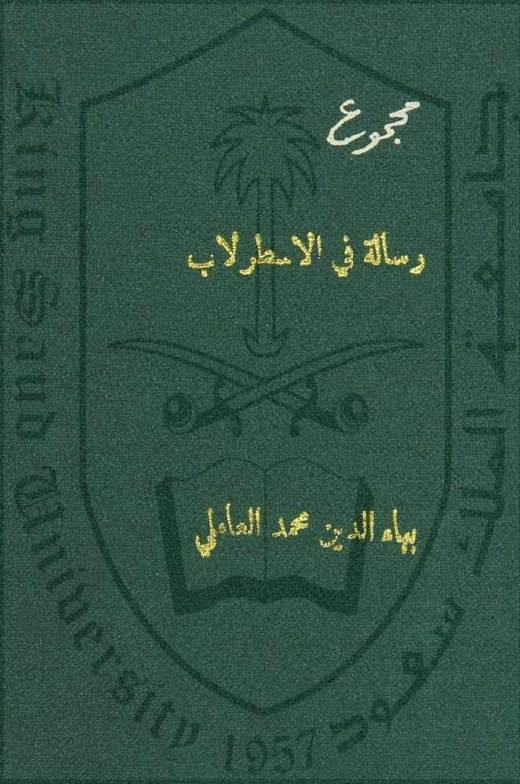 مجموع
رسالة في الاسطرلاب
بهاء الدين محمد العاملي
جامعة الملك سعود
King Saud University 1957